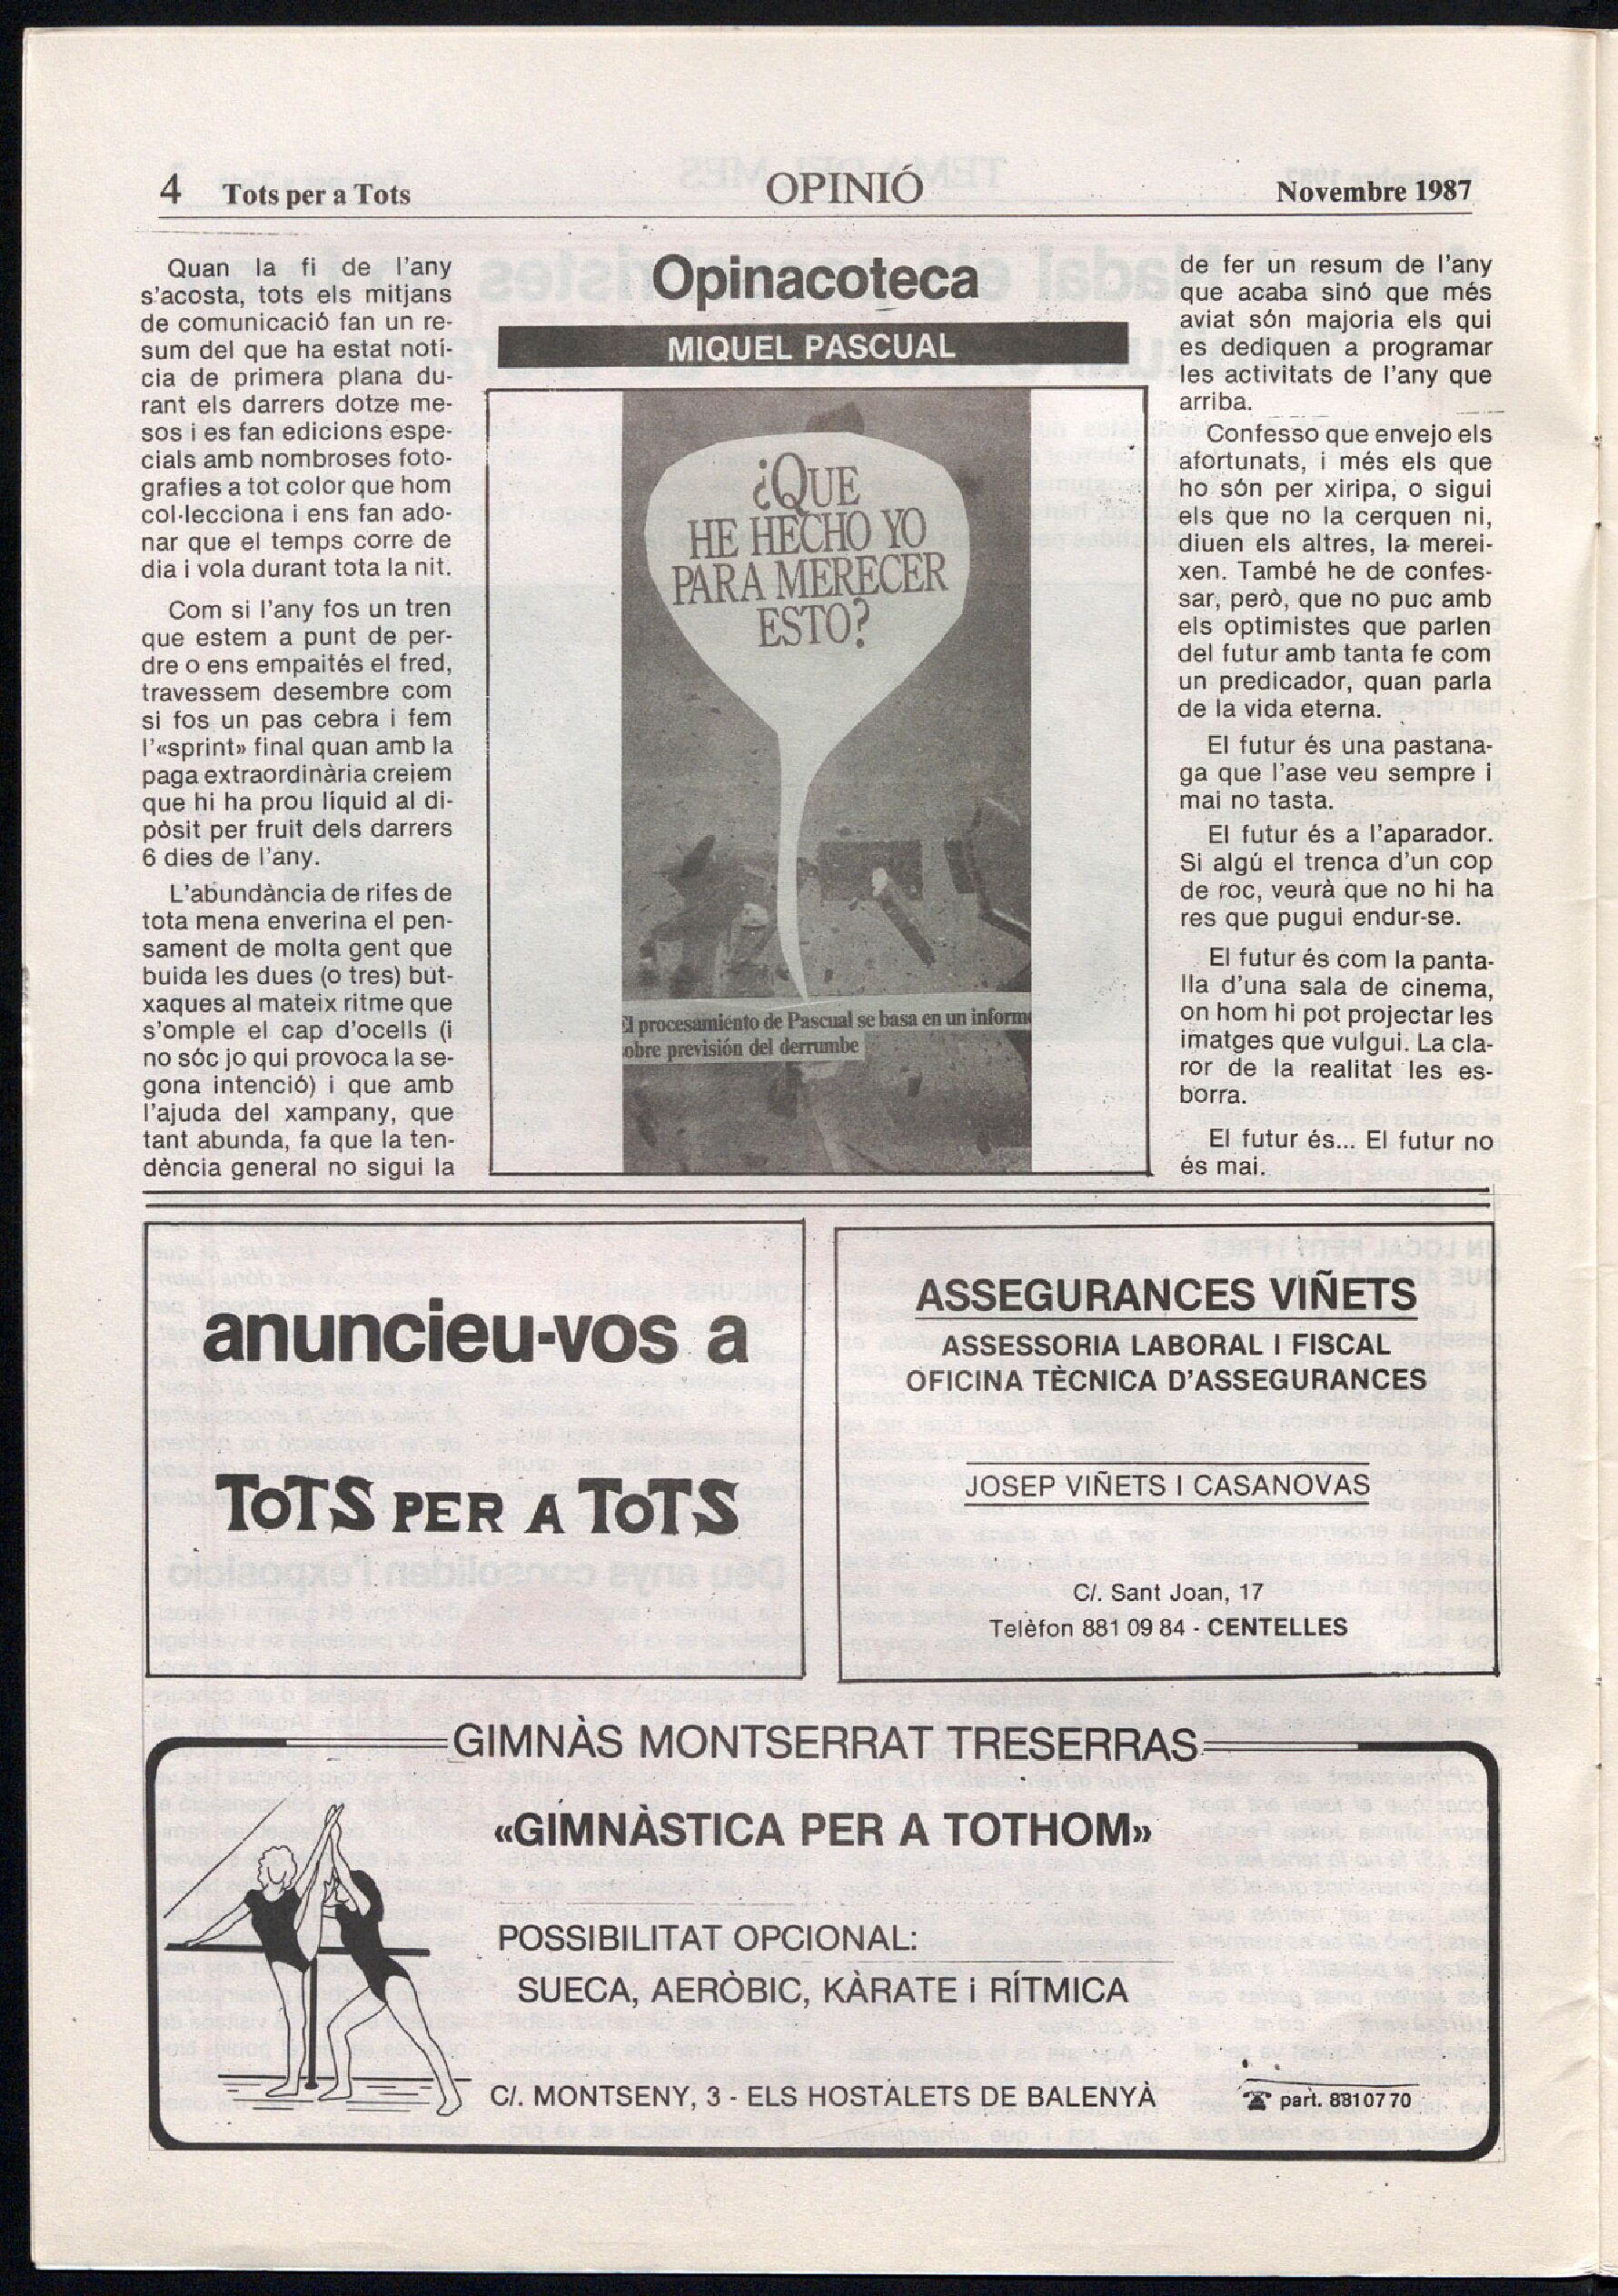 4 Tots per a Tots
OPINIÓ
Novembre 1987
Quan la fi de l'any
s'acosta, tots els mitjans
de comunicació fan un re-
sum del que ha estat notí-
cia de primera plana du-
rant els darrers dotze me-
sos i es fan edicions espe-
cials amb nombroses foto-
grafies a tot color que hom
col·lecciona i ens fan ado-
nar que el temps corre de
dia i vola durant tota la nit.
Com si l'any fos un tren
que estem a punt de per-
dre o ens empaités el fred,
travessem desembre com
si fos un pas cebra i fem
l'«sprint» final quan amb la
paga extraordinària creiem
que hi ha prou líquid al di-
pòsit per fruit dels darrers
6 dies de l'any.
L'abundància de rifes de
tota mena enverina el pen-
sament de molta gent que
buida les dues (o tres) but-
xaques al mateix ritme que
s'omple el cap d'ocells (i
no sóc jo qui provoca la se-
gona intenció) i que amb
l'ajuda del xampany, que
tant abunda, fa que la ten-
dència general no sigui la
Opinacoteca
MIQUEL PASCUAL
¿QUE
HE HECHO YO
PARA MERECER
ESTO?
El procesamiento de Pascual se basa en un informe
obre previsión del derrumbe
de fer un resum de l'any
que acaba sinó que més
aviat són majoria els qui
es dediquen a programar
les activitats de l'any que
arriba.
Confesso que envejo els
afortunats, i més els que
ho són per xiripa, o sigui
els que no la cerquen ni,
diuen els altres, la merei-
xen. També he de confes-
sar, però, que no puc amb
els optimistes que parlen
del futur amb tanta fe com
un predicador, quan parla
de la vida eterna.
El futur és una pastana-
ga que l'ase veu sempre i
mai no tasta.
El futur és a l'aparador.
Si algú el trenca d'un cop
de roc, veurà que no hi ha
res que pugui endur-se.
El futur és com la panta-
lla d'una sala de cinema,
on hom hi pot projectar les
imatges que vulgui. La cla-
ror de la realitat les es-
borra.
El futur és... El futur no
és mai.
anuncieu-vos a
TOTS PER A TOTS
ASSEGURANCES VIÑETS
ASSESSORIA LABORAL I FISCAL
OFICINA TÈCNICA D'ASSEGURANCES
JOSEP VIÑETS I CASANOVAS
C/. Sant Joan, 17
Telèfon 881 09 84 - CENTELLES
GIMNÀS MONTSERRAT TRESERRAS
«GIMNÀSTICA PER A TOTHOM»
POSSIBILITAT OPCIONAL:
SUECA, AERÒBIC, KÀRATE i RÍTMICA
C/. MONTSENY, 3 - ELS HOSTALETS DE BALENYÀ
☎ part. 8810770